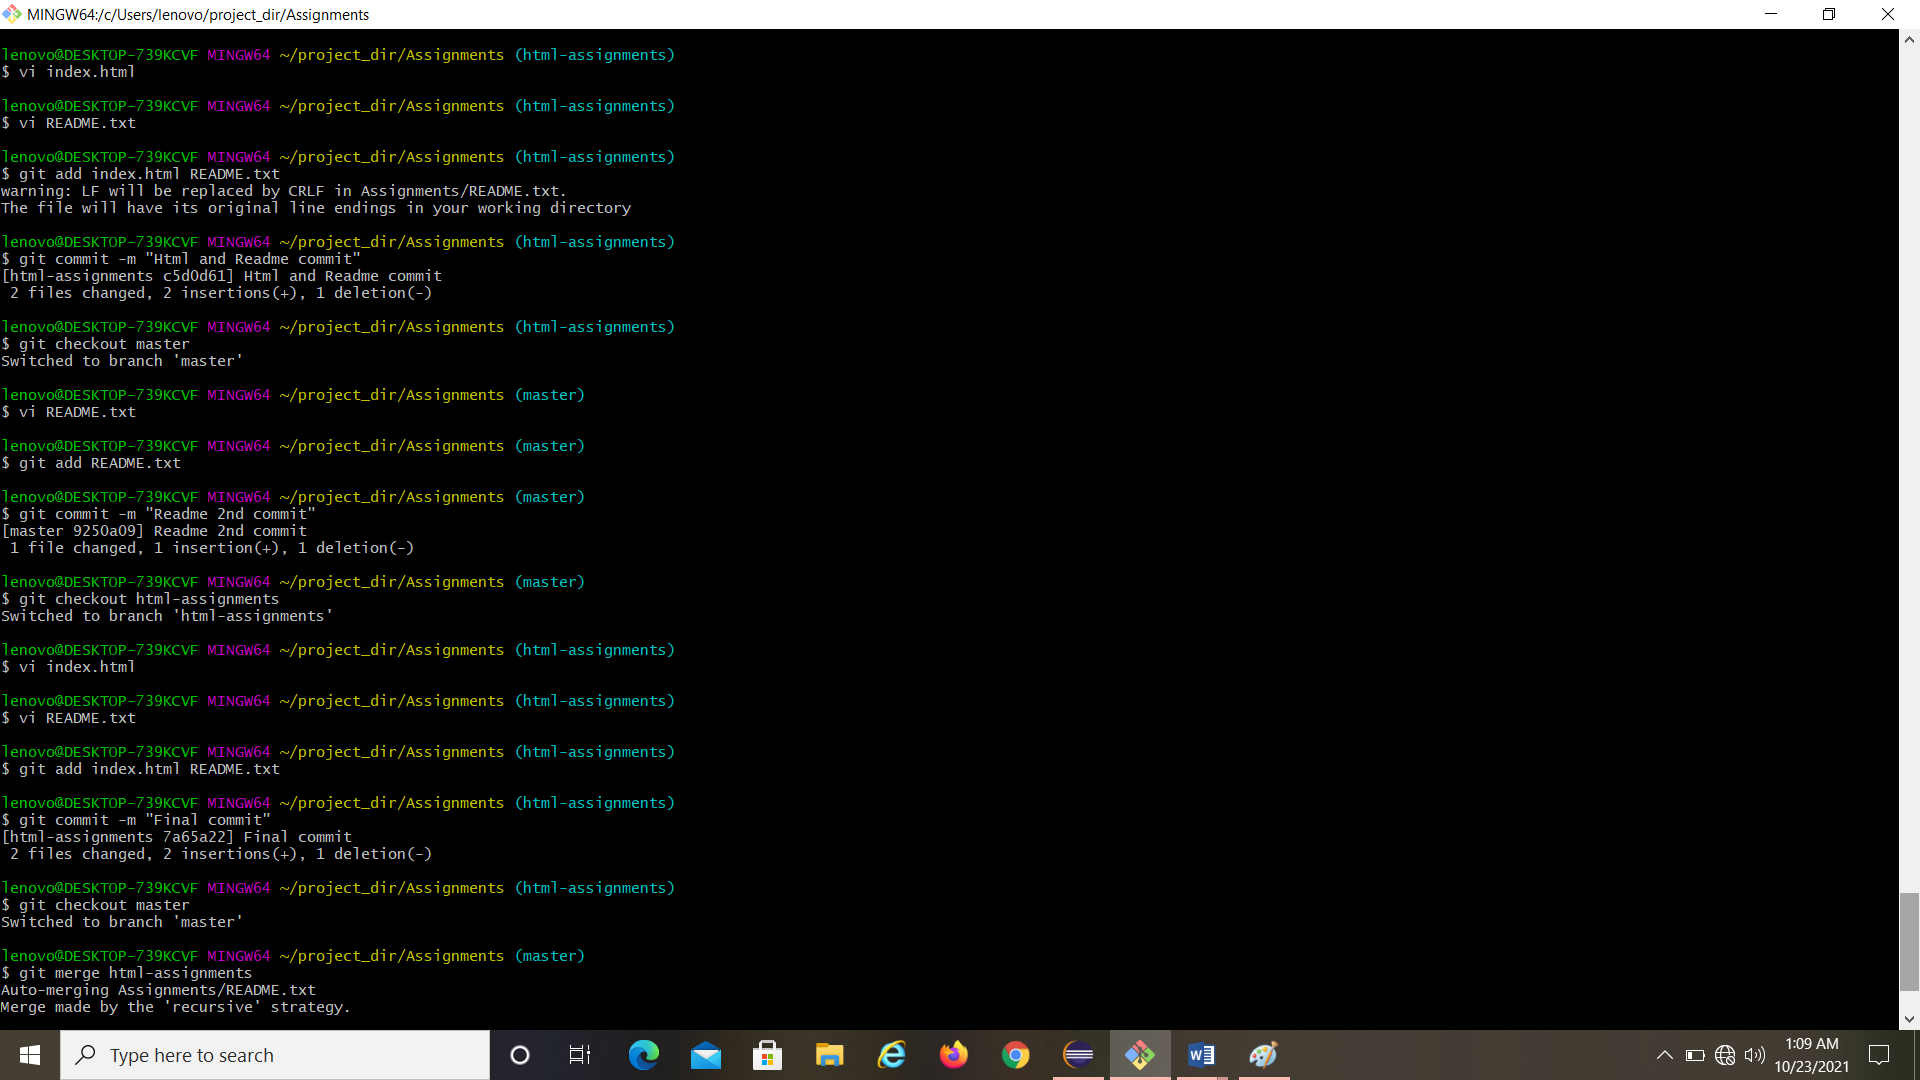 MINGW64:/c/Users/lenovo/project_dir/Assignments
lenovo@DESKTOP-739KCVF MINGW64 ~/project_dir/Assignments (html-assignments)
$ vi index.html
lenovo@DESKTOP-739KCVF MINGW64 ~/project_dir/Assignments (html-assignments)
$ vi README.txt
lenovo@DESKTOP-739KCVF MINGW64 ~/project_dir/Assignments (html-assignments)
$ git add index.html README.txt
warning: LF will be replaced by CRLF in Assignments/README.txt.
The file will have its original line endings in your working directory
lenovo@DESKTOP-739KCVF MINGW64 ~/project_dir/Assignments (html-assignments)
$ git commit -m "Html and Readme commit"
[html-assignments c5d0d61] Html and Readme commit
 2 files changed, 2 insertions(+), 1 deletion(-)
lenovo@DESKTOP-739KCVF MINGW64 ~/project_dir/Assignments (html-assignments)
$ git checkout master
Switched to branch 'master'
lenovo@DESKTOP-739KCVF MINGW64 ~/project_dir/Assignments (master)
$ vi README.txt
lenovo@DESKTOP-739KCVF MINGW64 ~/project_dir/Assignments (master)
$ git add README.txt
lenovo@DESKTOP-739KCVF MINGW64 ~/project_dir/Assignments (master)
$ git commit -m "Readme 2nd commit"
[master 9250a09] Readme 2nd commit
 1 file changed, 1 insertion(+), 1 deletion(-)
lenovo@DESKTOP-739KCVF MINGW64 ~/project_dir/Assignments (master)
$ git checkout html-assignments
Switched to branch 'html-assignments'
lenovo@DESKTOP-739KCVF MINGW64 ~/project_dir/Assignments (html-assignments)
$ vi index.html
lenovo@DESKTOP-739KCVF MINGW64 ~/project_dir/Assignments (html-assignments)
$ vi README.txt
lenovo@DESKTOP-739KCVF MINGW64 ~/project_dir/Assignments (html-assignments)
$ git add index.html README.txt
lenovo@DESKTOP-739KCVF MINGW64 ~/project_dir/Assignments (html-assignments)
$ git commit -m "Final commit"
[html-assignments 7a65a22] Final commit
 2 files changed, 2 insertions(+), 1 deletion(-)
lenovo@DESKTOP-739KCVF MINGW64 ~/project_dir/Assignments (html-assignments)
$ git checkout master
Switched to branch 'master'
lenovo@DESKTOP-739KCVF MINGW64 ~/project_dir/Assignments (master)
$ git merge html-assignments
Auto-merging Assignments/README.txt
Merge made by the 'recursive' strategy.
Type here to search
1:09 AM
10/23/2021